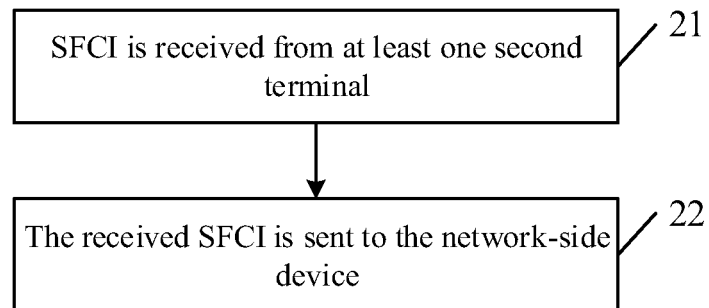 SFCI is received from at least one second
terminal
21
The received SFCI is sent to the network-side
device
22